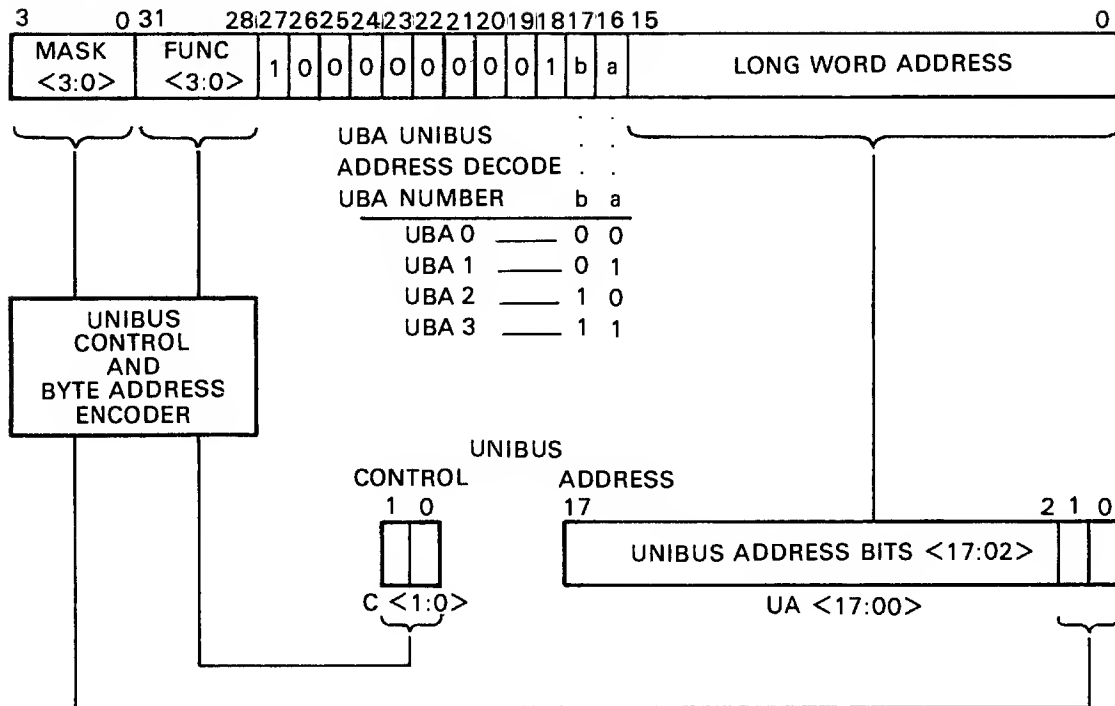 3 0 31 28 27 26 25 24 23 22 21 20 19 18 17 16 15 0
MASK FUNC
<3:0> <3:0> 1 0 0 0 0 0 0 0 0 1 b a LONG WORD ADDRESS
UBA UNIBUS . .
ADDRESS DECODE . .
UBA NUMBER b a
UBA 0 0 0
UBA 1 0 1
UBA 2 1 0
UBA 3 1 1
UNIBUS
CONTROL
AND
BYTE ADDRESS
ENCODER
UNIBUS
CONTROL ADDRESS
1 0 17 2 1 0
UNIBUS ADDRESS BITS <17:02>
C <1:0> UA <17:00>